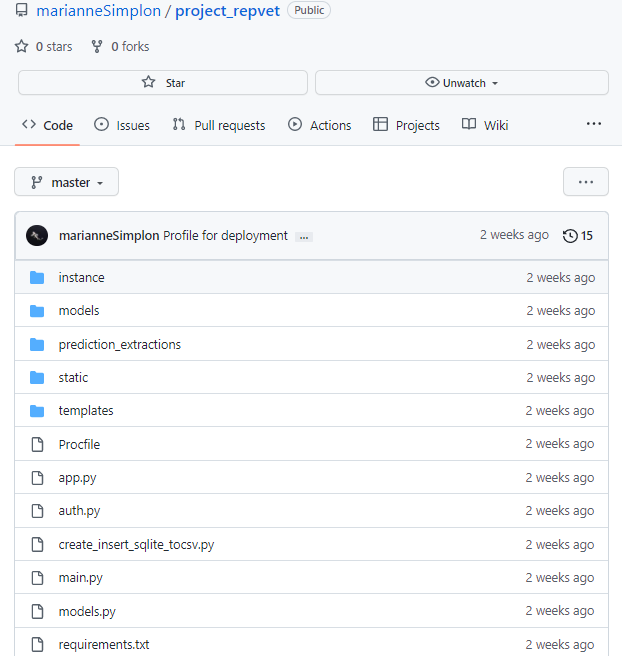 marianneSimplon / project_repvet Public
0 stars 0 forks
Star Unwatch
Code Issues Pull requests Actions Projects Wiki ...
master ...
marianneSimplon Profile for deployment ... 2 weeks ago 15
instance 2 weeks ago
models 2 weeks ago
prediction_extractions 2 weeks ago
static 2 weeks ago
templates 2 weeks ago
Procfile 2 weeks ago
app.py 2 weeks ago
auth.py 2 weeks ago
create_insert_sqlite_tocsv.py 2 weeks ago
main.py 2 weeks ago
models.py 2 weeks ago
requirements.txt 2 weeks ago